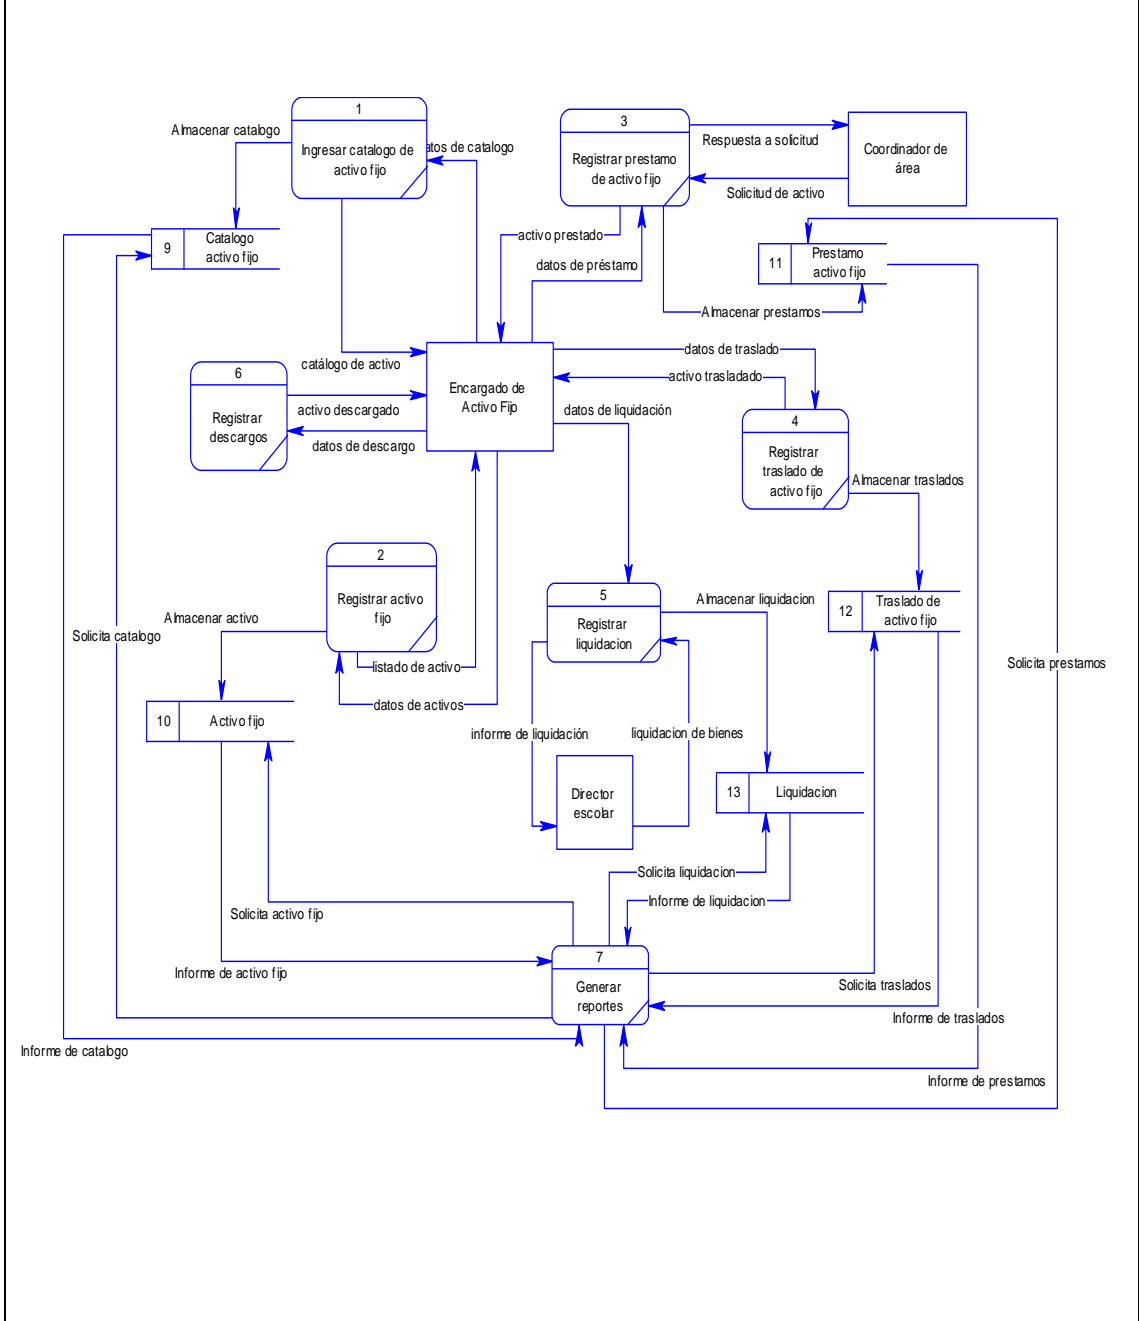 1
Almacenar catalogo
Ingresar catalogo de
activo fijo
atos de catalogo
3
Registrar prestamo
de activo fijo
Respuesta a solicitud
Solicitud de activo
Coordinador de
área
9
Catalogo
activo fijo
activo prestado
datos de préstamo
11
Prestamo
activo fijo
Almacenar prestamos
catálogo de activo
6
Registrar
descargos
activo descargado
datos de descargo
Encargado de
Activo Fijo
datos de traslado
activo trasladado
datos de liquidación
4
Registrar
traslado de
activo fijo
Almacenar traslados
2
Registrar activo
fijo
Almacenar activo
Solicita catalogo
listado de activo
datos de activos
5
Registrar
liquidacion
Almacenar liquidacion
12
Traslado de
activo fijo
Solicita prestamos
10
Activo fijo
informe de liquidación
liquidacion de bienes
Director
escolar
13
Liquidacion
Solicita liquidacion
Informe de liquidacion
Solicita activo fijo
Informe de activo fijo
7
Generar
reportes
Solicita traslados
Informe de traslados
Informe de catalogo
Informe de prestamos